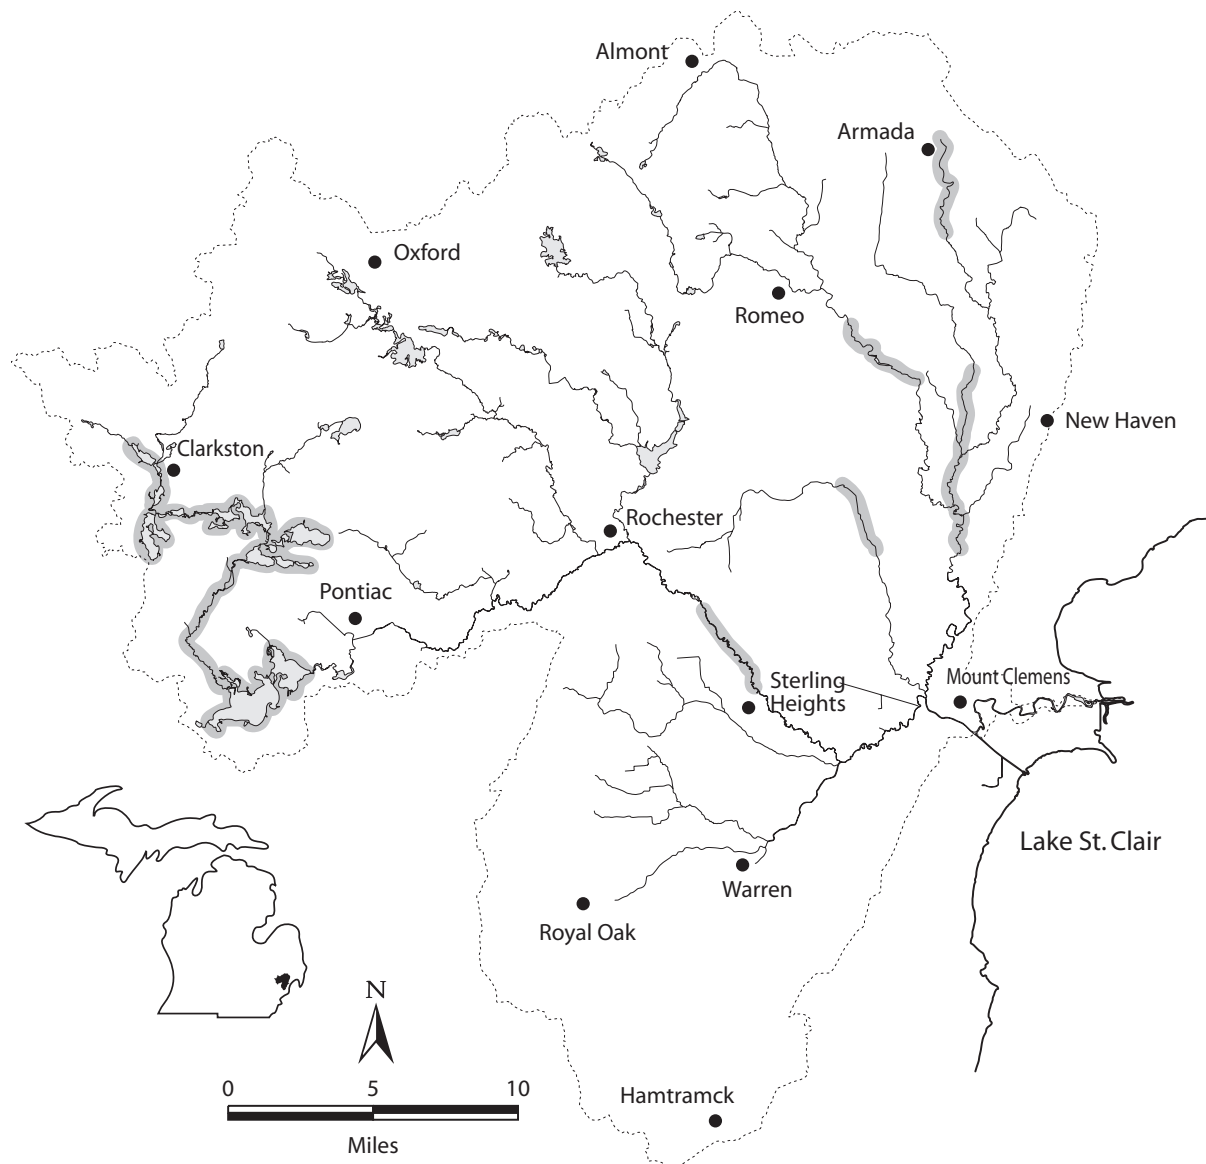 Almont
Armada
Oxford
Romeo
New Haven
Clarkston
Rochester
Pontiac
Mount Clemens
Sterling
Heights
Lake St. Clair
Warren
Royal Oak
N
0 5 10
Miles
Hamtramck